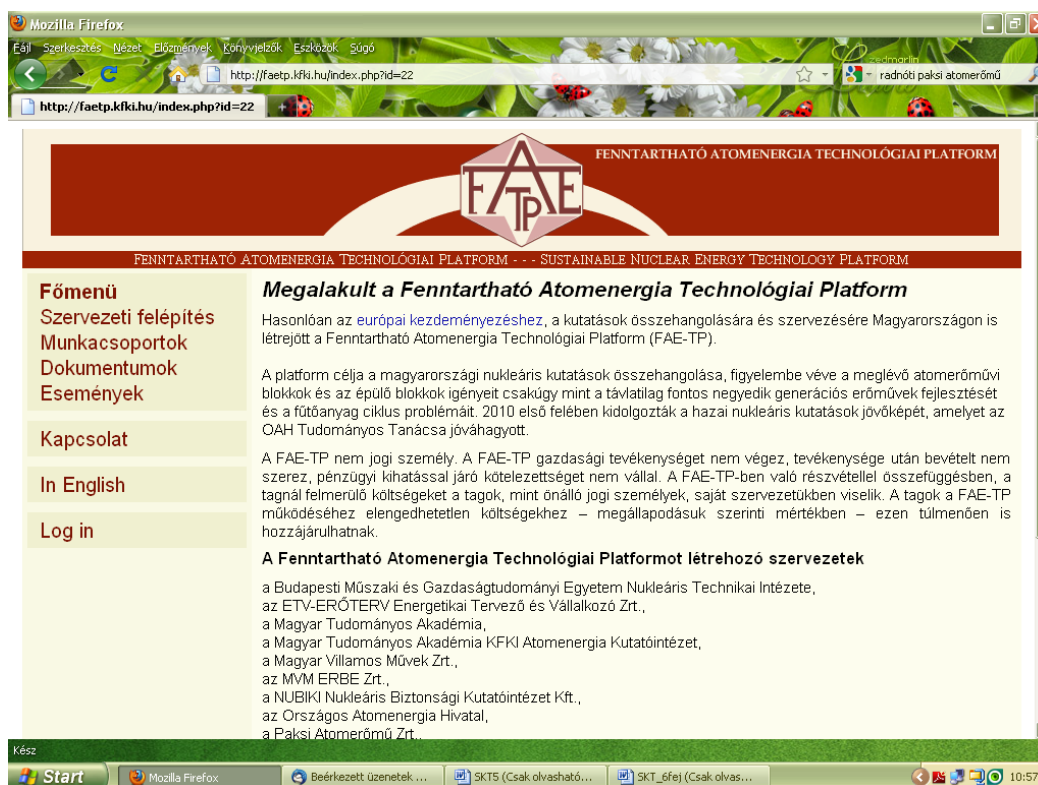 Mozilla Firefox
Fájl Szerkesztés Nézet Előzmények Könyvjelzők Eszközök Súgó
zedmarlin
http://faetp.kfki.hu/index.php?id=22
radnóti paksi atomerőmű
http://faetp.kfki.hu/index.php?id=22
FENNTARTHATÓ ATOMENERGIA TECHNOLÓGIAI PLATFORM
FATPE
FENNTARTHATÓ ATOMENERGIA TECHNOLÓGIAI PLATFORM - - - SUSTAINABLE NUCLEAR ENERGY TECHNOLOGY PLATFORM
Főmenü
Szervezeti felépítés
Munkacsoportok
Dokumentumok
Események
Kapcsolat
In English
Log in
Megalakult a Fenntartható Atomenergia Technológiai Platform
Hasonlóan az európai kezdeményezéshez, a kutatások összehangolására és szervezésére Magyarországon is
létrejött a Fenntartható Atomenergia Technológiai Platform (FAE-TP).
A platform célja a magyarországi nukleáris kutatások összehangolása, figyelembe véve a meglévő atomerőművi
blokkok és az épülő blokkok igényeit csakúgy mint a távlatilag fontos negyedik generációs erőművek fejlesztését
és a fűtőanyag ciklus problémáit. 2010 első felében kidolgozták a hazai nukleáris kutatások jövőképét, amelyet az
OAH Tudományos Tanácsa jóváhagyott.
A FAE-TP nem jogi személy. A FAE-TP gazdasági tevékenységet nem végez, tevékenysége után bevételt nem
szerez, pénzügyi kihatással járó kötelezettséget nem vállal. A FAE-TP-ben való részvétellel összefüggésben, a
tagnál felmerülő költségeket a tagok, mint önálló jogi személyek, saját szervezetükben viselik. A tagok a FAE-TP
működéséhez elengedhetetlen költségekhez – megállapodásuk szerinti mértékben – ezen túlmenően is
hozzájárulhatnak.
A Fenntartható Atomenergia Technológiai Platformot létrehozó szervezetek
a Budapesti Műszaki és Gazdaságtudományi Egyetem Nukleáris Technikai Intézete,
az ETV-ERŐTERV Energetikai Tervező és Vállalkozó Zrt.,
a Magyar Tudományos Akadémia,
a Magyar Tudományos Akadémia KFKI Atomenergia Kutatóintézet,
a Magyar Villamos Művek Zrt.,
az MVM ERBE Zrt.,
a NUBIKI Nukleáris Biztonsági Kutatóintézet Kft.,
az Országos Atomenergia Hivatal,
a Paksi Atomerőmű Zrt.,
Kész
Start
Mozilla Firefox
Beérkezett üzenetek ...
SKT5 (Csak olvasható...
SKT_6fej (Csak olvas...
10:57